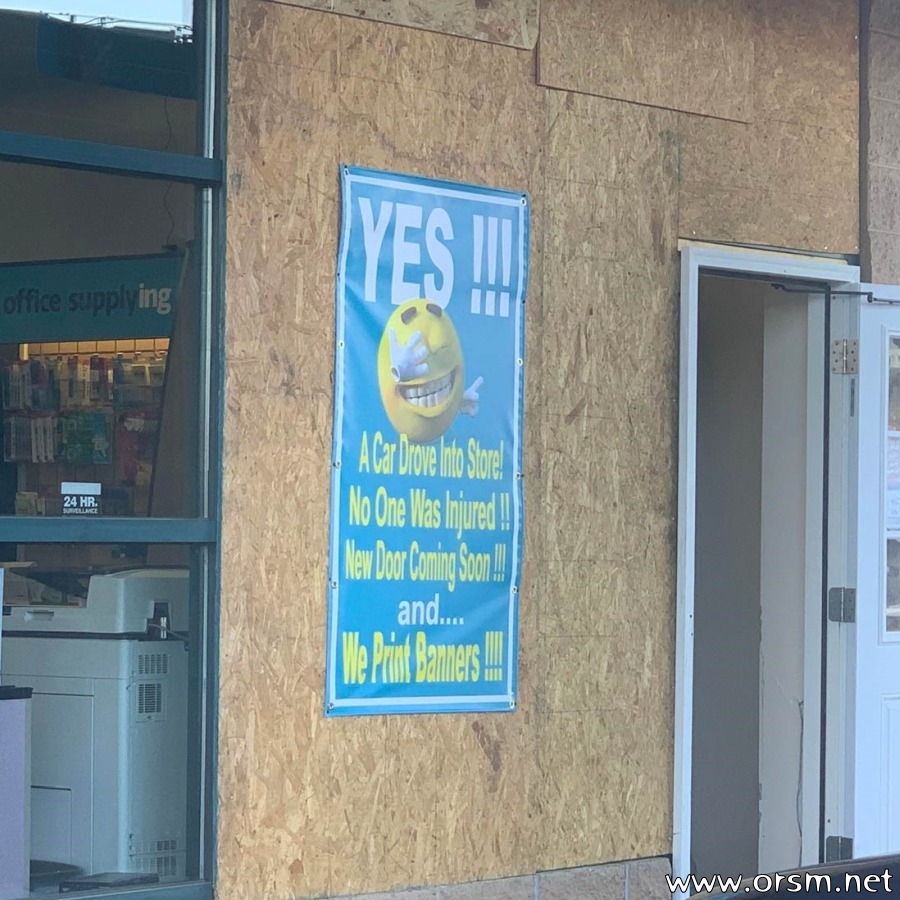 YES !!!
office supplying
A Car Drove Into Store!
No One Was Injured !!
New Door Coming Soon !!!
and....
We Print Banners !!!!
24 HR.
SURVEILLANCE
www.orsm.net